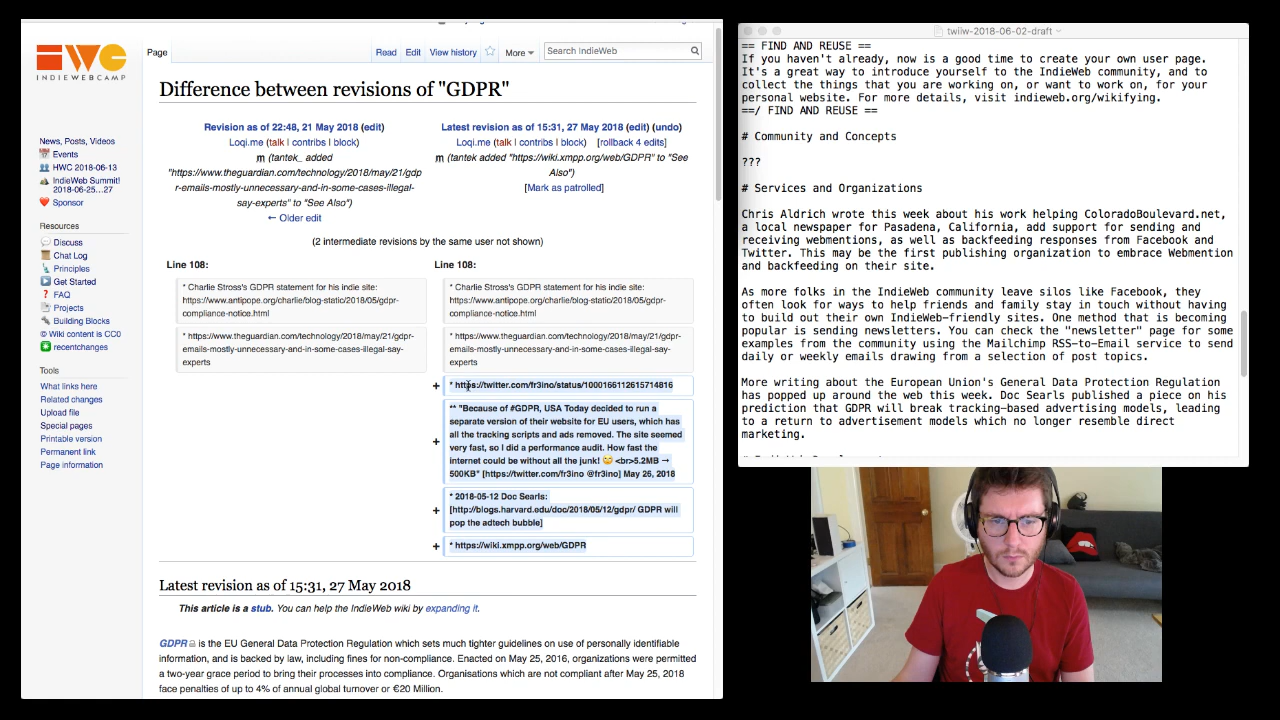 INDIEWEBCAMP
Page
Read Edit View history More
Search IndieWeb
Difference between revisions of "GDPR"
Revision as of 22:48, 21 May 2018 (edit)
Loqi.me (talk | contribs | block)
m (tantek_ added
"https://www.theguardian.com/technology/2018/may/21/gdp
r-emails-mostly-unnecessary-and-in-some-cases-illegal-
say-experts" to "See Also")
← Older edit
Latest revision as of 15:31, 27 May 2018 (edit) (undo)
Loqi.me (talk | contribs | block) [rollback 4 edits]
m (tantek added "https://wiki.xmpp.org/web/GDPR" to "See
Also")
[Mark as patrolled]
(2 intermediate revisions by the same user not shown)
Line 108:
Line 108:
* Charlie Stross's GDPR statement for his indie site:
https://www.antipope.org/charlie/blog-static/2018/05/gdpr-
compliance-notice.html
* Charlie Stross's GDPR statement for his indie site:
https://www.antipope.org/charlie/blog-static/2018/05/gdpr-
compliance-notice.html
* https://www.theguardian.com/technology/2018/may/21/gdpr-
emails-mostly-unnecessary-and-in-some-cases-illegal-say-
experts
* https://www.theguardian.com/technology/2018/may/21/gdpr-
emails-mostly-unnecessary-and-in-some-cases-illegal-say-
experts
+ * https://twitter.com/fr3ino/status/1000166112615714816
+ ** "Because of #GDPR, USA Today decided to run a
separate version of their website for EU users, which has
all the tracking scripts and ads removed. The site seemed
very fast, so I did a performance audit. How fast the
internet could be without all the junk! 😄 <br>5.2MB →
500KB" [https://twitter.com/fr3ino @fr3ino] May 26, 2018
+ * 2018-05-12 Doc Searls:
[http://blogs.harvard.edu/doc/2018/05/12/gdpr/ GDPR will
pop the adtech bubble]
+ * https://wiki.xmpp.org/web/GDPR
Latest revision as of 15:31, 27 May 2018
This article is a stub. You can help the IndieWeb wiki by expanding it.
GDPR is the EU General Data Protection Regulation which sets much tighter guidelines on use of personally identifiable
information, and is backed by law, including fines for non-compliance. Enacted on May 25, 2016, organizations were permitted
a two-year grace period to bring their processes into compliance. Organisations which are not compliant after May 25, 2018
face penalties of up to 4% of annual global turnover or €20 Million.
News, Posts, Videos
Events
HWC 2018-06-13
IndieWeb Summit!
2018-06-25...27
Sponsor
Resources
Discuss
Chat Log
Principles
Get Started
FAQ
Projects
Building Blocks
Wiki content is CC0
recentchanges
Tools
What links here
Related changes
Upload file
Special pages
Printable version
Permanent link
Page information
twiiw-2018-06-02-draft
== FIND AND REUSE ==
If you haven't already, now is a good time to create your own user page.
It's a great way to introduce yourself to the IndieWeb community, and to
collect the things that you are working on, or want to work on, for your
personal website. For more details, visit indieweb.org/wikifying.
==/ FIND AND REUSE ==
# Community and Concepts
???
# Services and Organizations
Chris Aldrich wrote this week about his work helping ColoradoBoulevard.net,
a local newspaper for Pasadena, California, add support for sending and
receiving webmentions, as well as backfeeding responses from Facebook and
Twitter. This may be the first publishing organization to embrace Webmention
and backfeeding on their site.
As more folks in the IndieWeb community leave silos like Facebook, they
often look for ways to help friends and family stay in touch without having
to build out their own IndieWeb-friendly sites. One method that is becoming
popular is sending newsletters. You can check the "newsletter" page for some
examples from the community using the Mailchimp RSS-to-Email service to send
daily or weekly emails drawing from a selection of post topics.
More writing about the European Union's General Data Protection Regulation
has popped up around the web this week. Doc Searls published a piece on his
prediction that GDPR will break tracking-based advertising models, leading
to a return to advertisement models which no longer resemble direct
marketing.